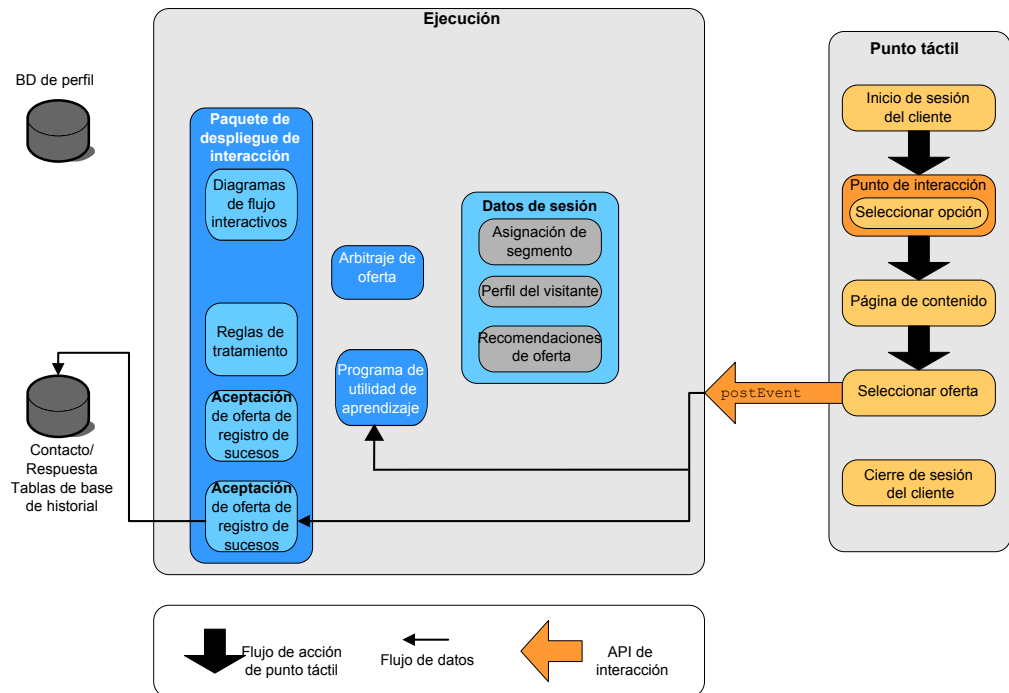 Ejecución
BD de perfil
Paquete de
despliegue de
interacción
Diagramas
de flujo
interactivos
Reglas de
tratamiento
Aceptación
de oferta de
registro de
sucesos
Aceptación
de oferta de
registro de
sucesos
Arbitraje de
oferta
Programa de
utilidad de
aprendizaje
Datos de sesión
Asignación de
segmento
Perfil del visitante
Recomendaciones
de oferta
postEvent
Punto táctil
Inicio de sesión
del cliente
Punto de interacción
Seleccionar opción
Página de contenido
Seleccionar oferta
Cierre de sesión
del cliente
Contacto/
Respuesta
Tablas de base
de historial
Flujo de acción
de punto táctil
Flujo de datos
API de
interacción